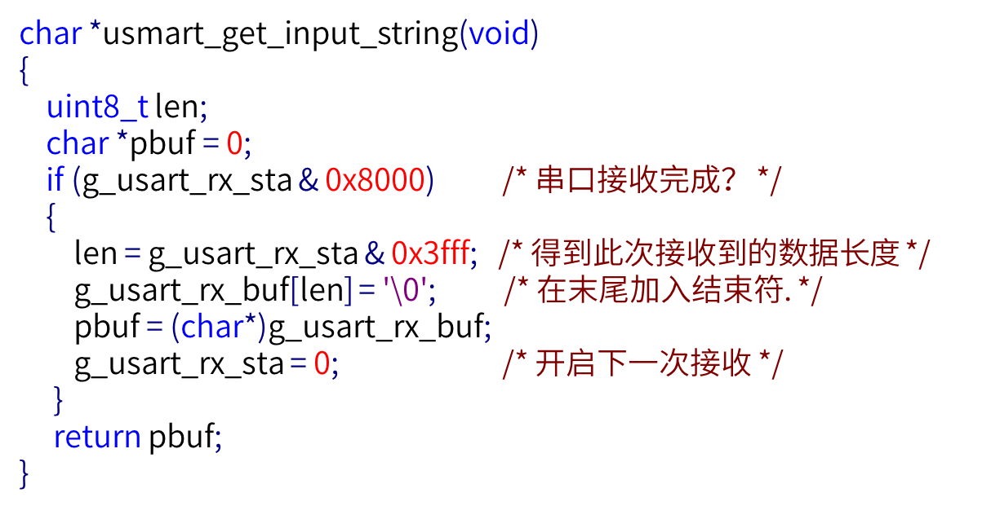 char *usmart_get_input_string(void)
{
    uint8_t len;
    char *pbuf = 0;
    if (g_usart_rx_sta & 0x8000)        /* 串口接收完成？ */
    {
        len = g_usart_rx_sta & 0x3fff;  /* 得到此次接收到的数据长度 */
        g_usart_rx_buf[len] = '\0';        /* 在末尾加入结束符. */
        pbuf = (char*)g_usart_rx_buf;
        g_usart_rx_sta = 0;                    /* 开启下一次接收 */
     }
     return pbuf;
}